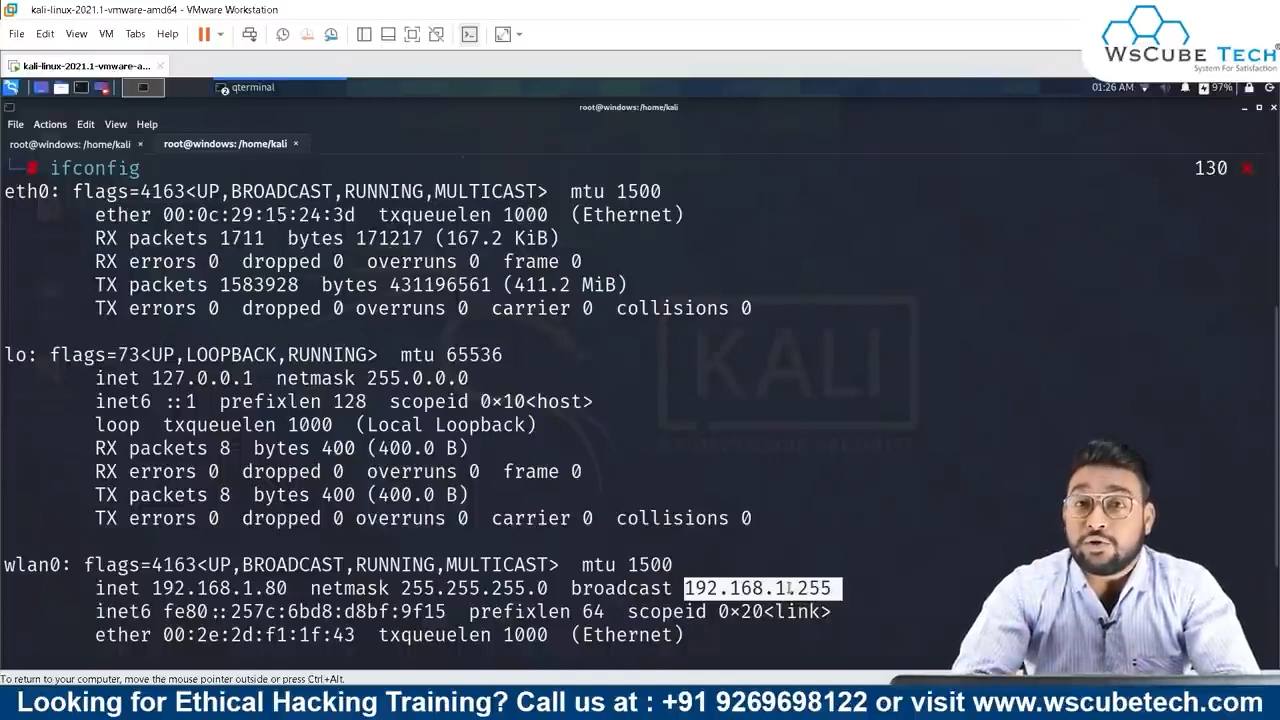 kali-linux-2021.1-vmware-amd64 - VMware Workstation
File Edit View VM Tabs Help
WsCube Tech
System For Satisfaction
kali-linux-2021.1-vmware-a... ×
qterminal
01:26 AM
97%
root@windows: /home/kali
File Actions Edit View Help
root@windows: /home/kali × root@windows: /home/kali ×
ifconfig 130
eth0: flags=4163<UP,BROADCAST,RUNNING,MULTICAST> mtu 1500
ether 00:0c:29:15:24:3d txqueuelen 1000 (Ethernet)
RX packets 1711 bytes 171217 (167.2 KiB)
RX errors 0 dropped 0 overruns 0 frame 0
TX packets 1583928 bytes 431196561 (411.2 MiB)
TX errors 0 dropped 0 overruns 0 carrier 0 collisions 0
KALI
lo: flags=73<UP,LOOPBACK,RUNNING> mtu 65536
inet 127.0.0.1 netmask 255.0.0.0
inet6 ::1 prefixlen 128 scopeid 0×10<host>
loop txqueuelen 1000 (Local Loopback)
RX packets 8 bytes 400 (400.0 B)
RX errors 0 dropped 0 overruns 0 frame 0
TX packets 8 bytes 400 (400.0 B)
TX errors 0 dropped 0 overruns 0 carrier 0 collisions 0
wlan0: flags=4163<UP,BROADCAST,RUNNING,MULTICAST> mtu 1500
inet 192.168.1.80 netmask 255.255.255.0 broadcast 192.168.1.255
inet6 fe80::257c:6bd8:d8bf:9f15 prefixlen 64 scopeid 0×20<link>
ether 00:2e:2d:f1:1f:43 txqueuelen 1000 (Ethernet)
To return to your computer, move the mouse pointer outside or press Ctrl+Alt.
Looking for Ethical Hacking Training? Call us at : +91 9269698122 or visit www.wscubetech.com